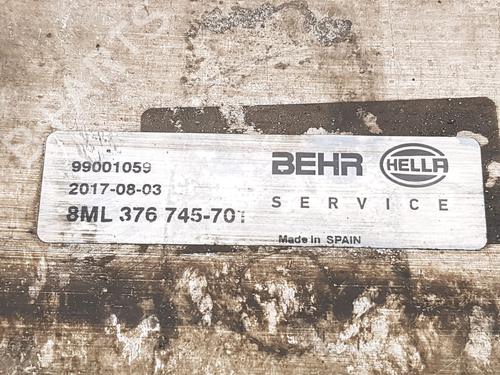 99001059
2017-08-03
8ML 376 745-701
BEHR HELLA
SERVICE
Made in SPAIN